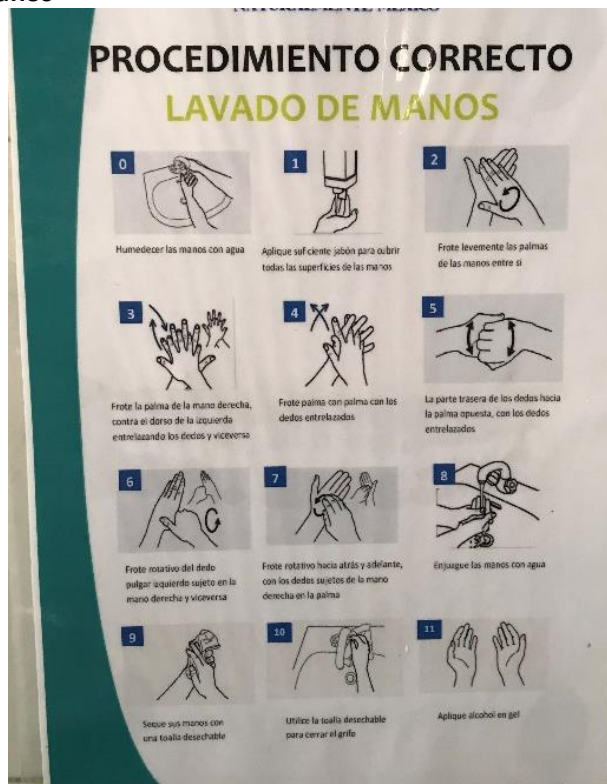 NATURALMENTE MÉXICO
PROCEDIMIENTO CORRECTO
LAVADO DE MANOS
0
Humedecer las manos con agua
1
Aplique suficiente jabón para cubrir
todas las superficies de las manos
2
Frote levemente las palmas
de las manos entre si
3
Frote la palma de la mano derecha,
contra el dorso de la izquierda
entrelazando los dedos y viceversa
4
Frote palma con palma con los
dedos entrelazados
5
La parte trasera de los dedos hacia
la palma opuesta, con los dedos
entrelazados
6
Frote rotativo del dedo
pulgar izquierdo sujeto en la
mano derecha y viceversa
7
Frote rotativo hacia atrás y adelante,
con los dedos sujetos de la mano
derecha en la palma
8
Enjuague las manos con agua
9
Seque sus manos con
una toalla desechable
10
Utilice la toalla desechable
para cerrar el grifo
11
Aplique alcohol en gel